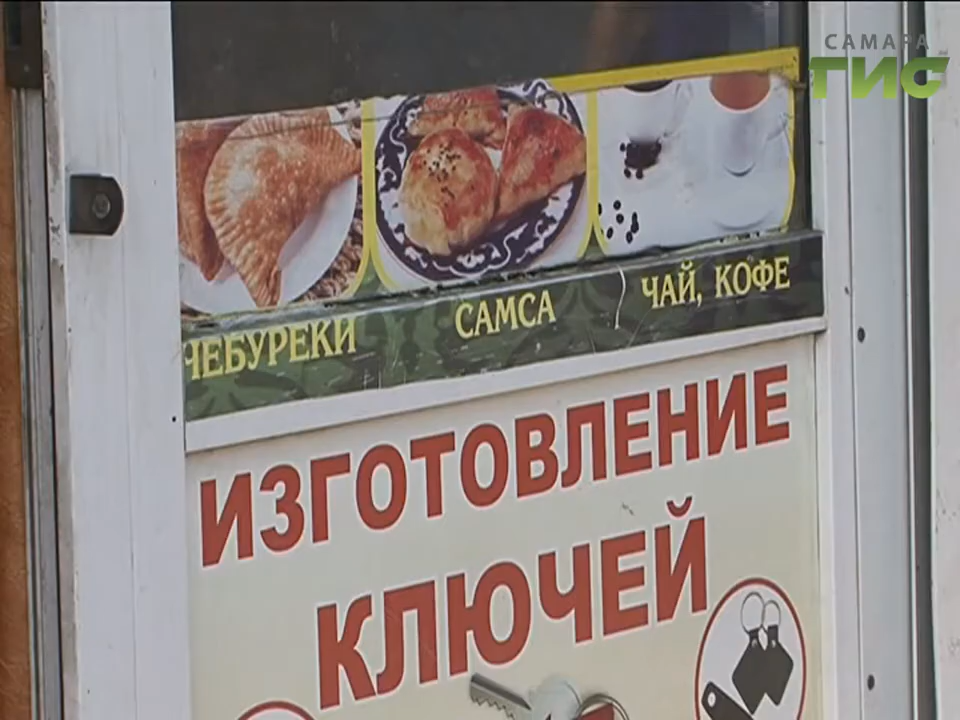 САМАРА
ГИС
ЧЕБУРЕКИ
САМСА
ЧАЙ, КОФЕ
ИЗГОТОВЛЕНИЕ
КЛЮЧЕЙ